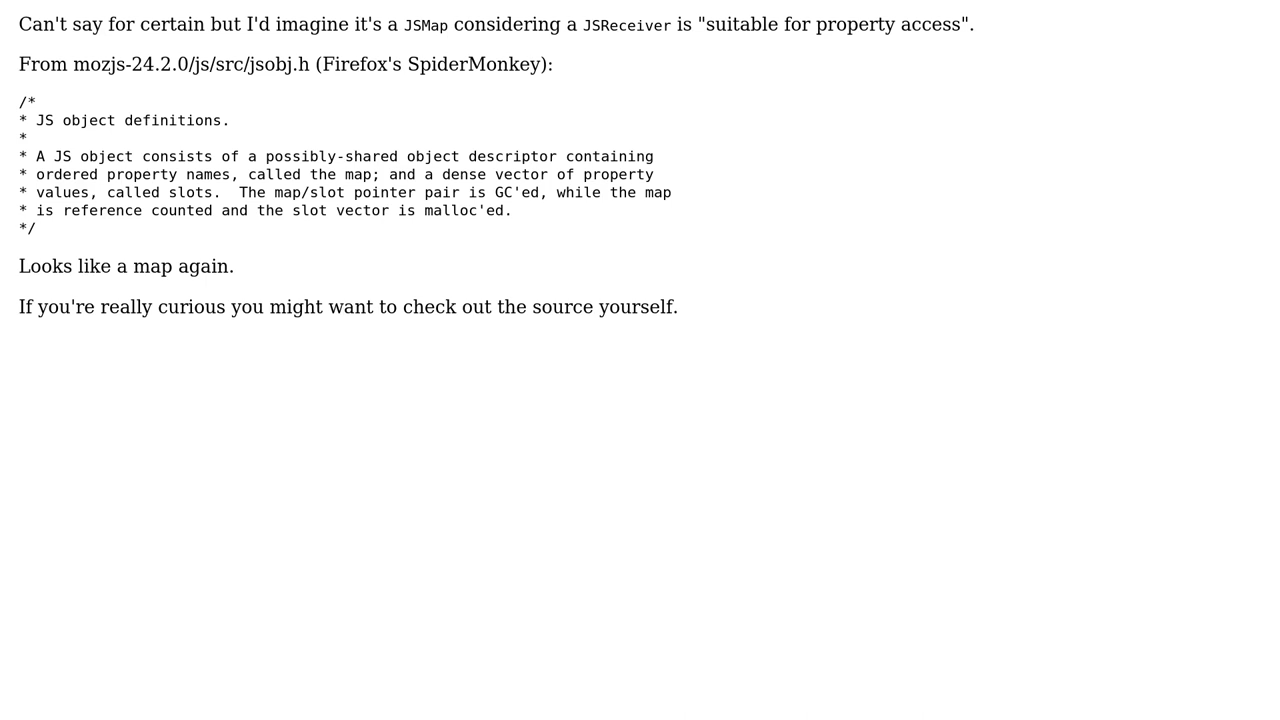 Can't say for certain but I'd imagine it's a JSMap considering a JSReceiver is "suitable for property access".
From mozjs-24.2.0/js/src/jsobj.h (Firefox's SpiderMonkey):
/*
* JS object definitions.
*
* A JS object consists of a possibly-shared object descriptor containing
* ordered property names, called the map; and a dense vector of property
* values, called slots.  The map/slot pointer pair is GC'ed, while the map
* is reference counted and the slot vector is malloc'ed.
*/
Looks like a map again.
If you're really curious you might want to check out the source yourself.